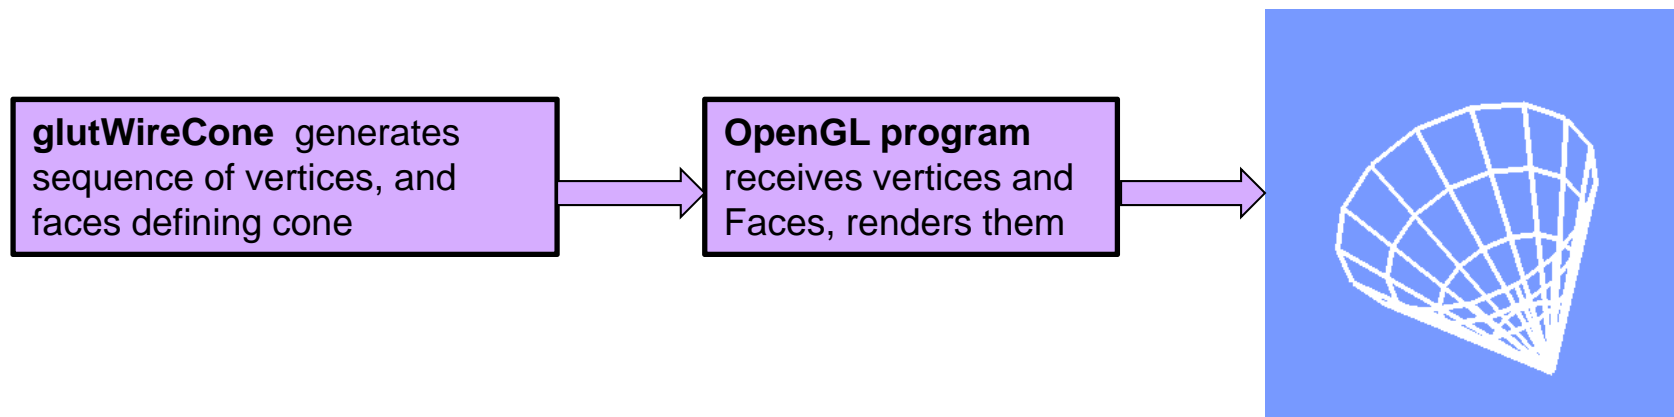 glutWireCone generates
sequence of vertices, and
faces defining cone
OpenGL program
receives vertices and
Faces, renders them